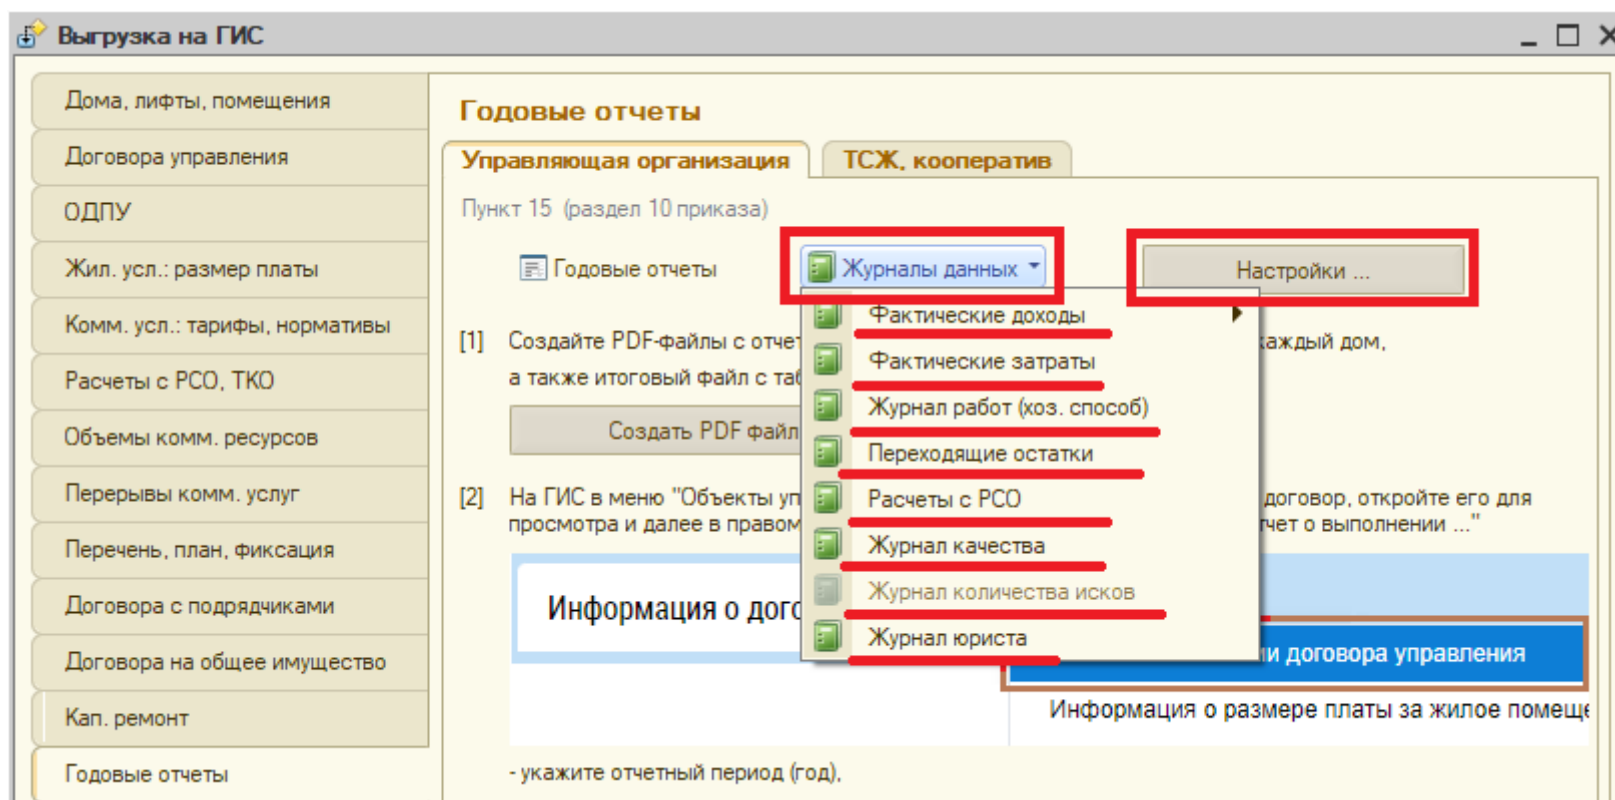 Выгрузка на ГИС
Дома, лифты, помещения
Договора управления
ОДПУ
Жил. усл.: размер платы
Комм. усл.: тарифы, нормативы
Расчеты с РСО, ТКО
Объемы комм. ресурсов
Перерывы комм. услуг
Перечень, план, фиксация
Договора с подрядчиками
Договора на общее имущество
Кап. ремонт
Годовые отчеты
Годовые отчеты
Управляющая организация ТСЖ, кооператив
Пункт 15 (раздел 10 приказа)
Годовые отчеты Журналы данных Настройки ...
Фактические доходы
Фактические затраты
Журнал работ (хоз. способ)
Переходящие остатки
Расчеты с РСО
Журнал качества
Журнал количества исков
Журнал юриста
[1] Создайте PDF-файлы с отчет каждый дом,
а также итоговый файл с таб
Создать PDF файл
[2] На ГИС в меню "Объекты уп договор, откройте его для
просмотра и далее в правом чет о выполнении ..."
Информация о дого
ии договора управления
Информация о размере платы за жилое помеще
- укажите отчетный период (год),